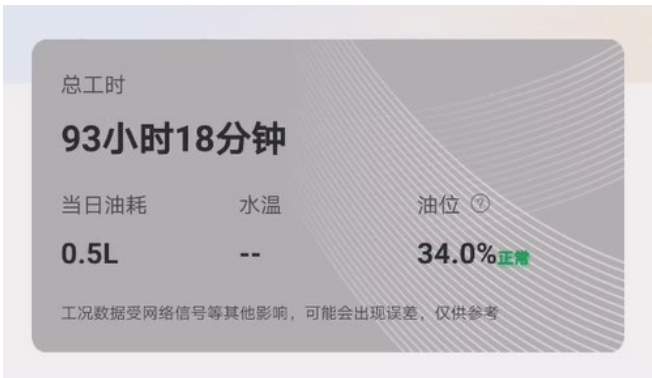 总工时
93小时18分钟
当日油耗 水温 油位 ?
0.5L -- 34.0%正常
工况数据受网络信号等其他影响，可能会出现误差，仅供参考